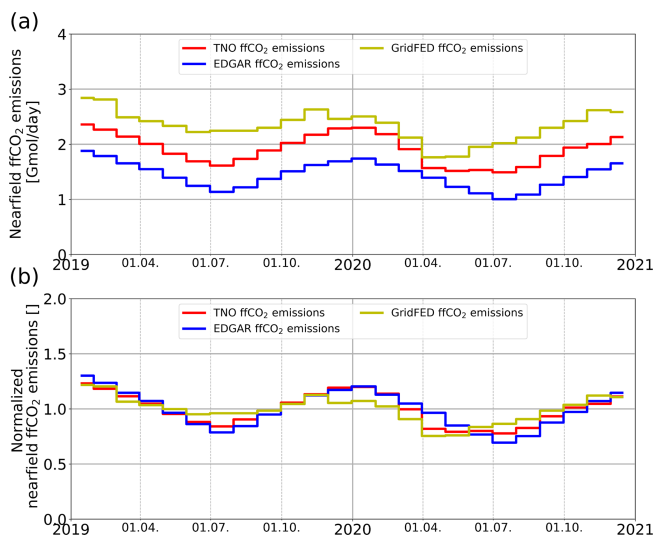 (a)
Nearfield ffCO₂ emissions
[Gmol/day]
TNO ffCO₂ emissions
EDGAR ffCO₂ emissions
GridFED ffCO₂ emissions
4
3
2
1
0
2019
01.04.
01.07.
01.10.
2020
01.04.
01.07.
01.10.
2021
(b)
Normalized
nearfield ffCO₂ emissions []
TNO ffCO₂ emissions
EDGAR ffCO₂ emissions
GridFED ffCO₂ emissions
2.0
1.5
1.0
0.5
0.0
2019
01.04.
01.07.
01.10.
2020
01.04.
01.07.
01.10.
2021